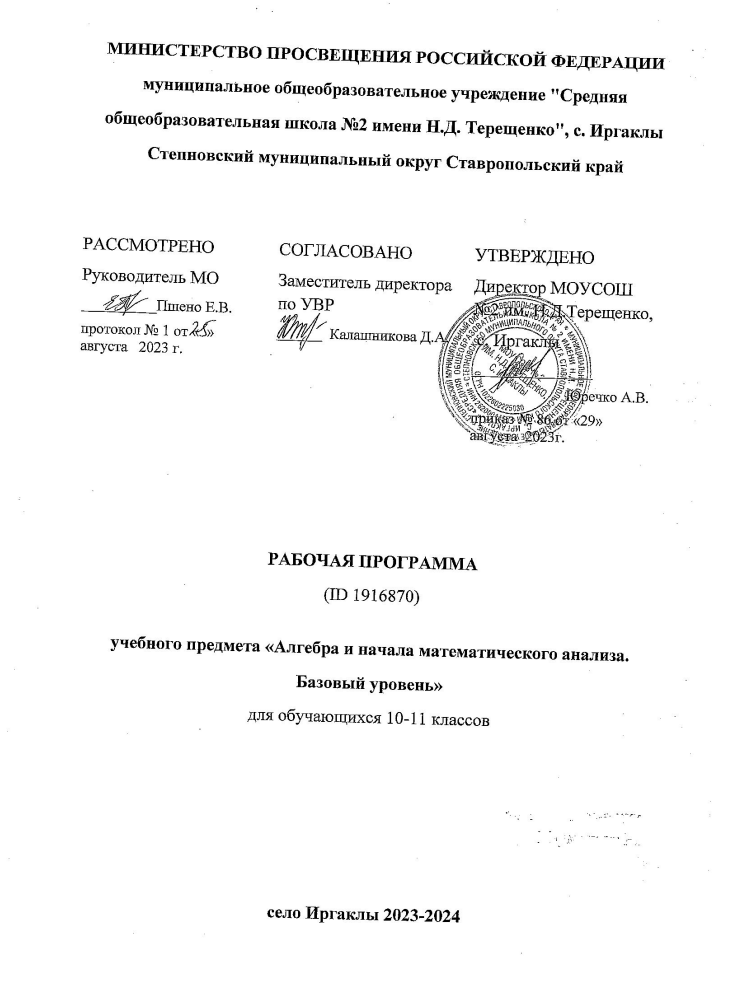 МИНИСТЕРСТВО ПРОСВЕЩЕНИЯ РОССИЙСКОЙ ФЕДЕРАЦИИ
муниципальное общеобразовательное учреждение "Средняя
общеобразовательная школа №2 имени Н.Д. Терещенко", с. Иргаклы
Степновский муниципальный округ Ставропольский край
РАССМОТРЕНО
Руководитель МО
Пшено Е.В.
протокол № 1 от «25»
августа 2023 г.
СОГЛАСОВАНО
Заместитель директора
по УВР
Калашникова Д.А.
УТВЕРЖДЕНО
Директор МОУСОШ
№2 им. Н.Д.Терещенко,
с. Иргаклы
Юречко А.В.
приказ № 86 от «29»
августа 2023г.
РАБОЧАЯ ПРОГРАММА
(ID 1916870)
учебного предмета «Алгебра и начала математического анализа.
Базовый уровень»
для обучающихся 10-11 классов
село Иргаклы 2023-2024